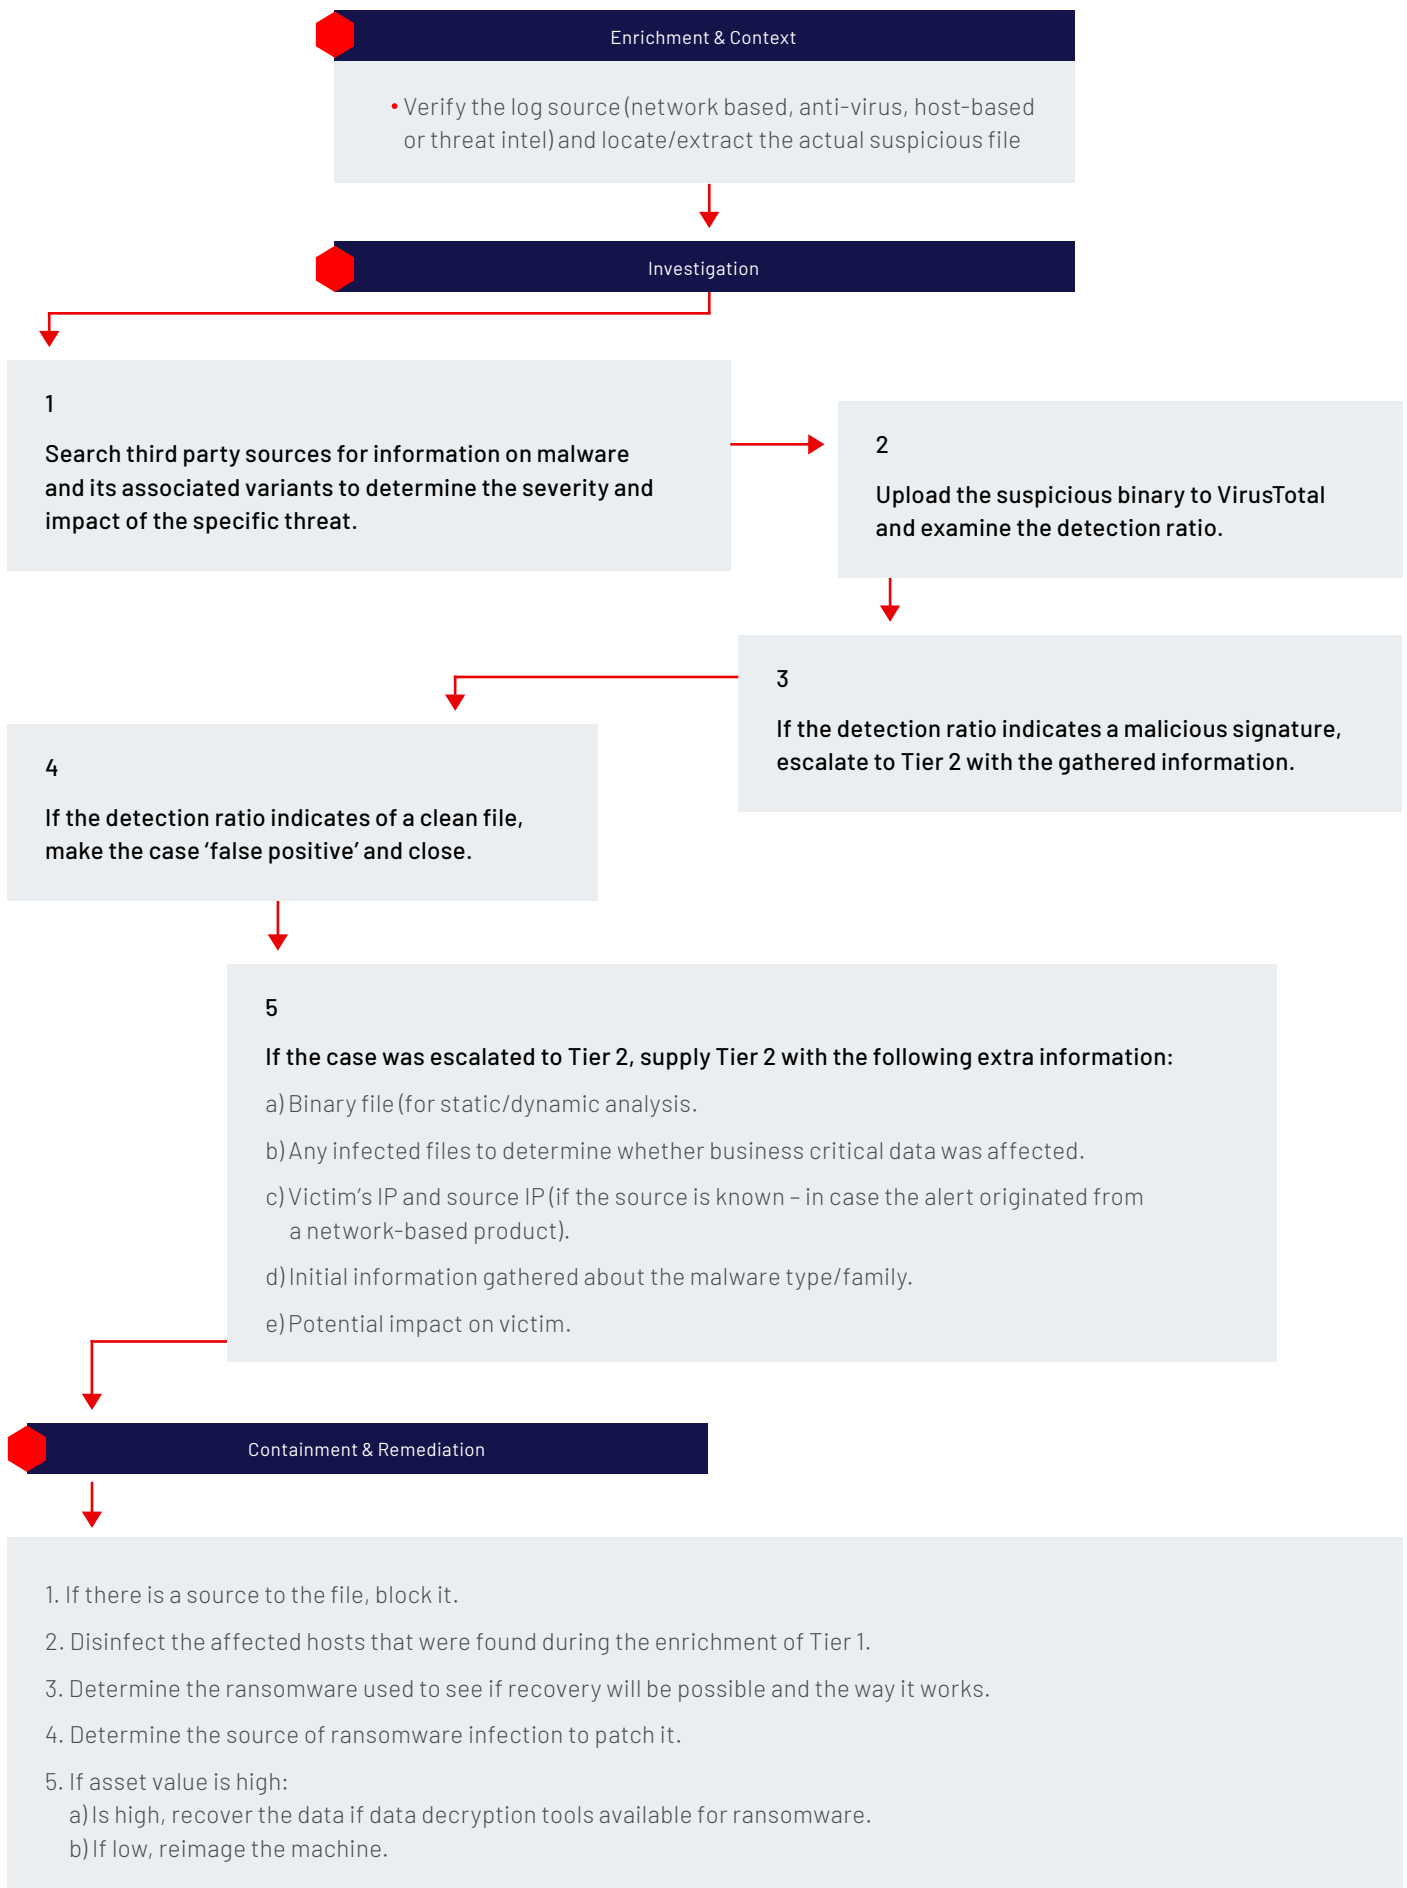 Enrichment & Context
• Verify the log source (network based, anti-virus, host-based
or threat intel) and locate/extract the actual suspicious file
Investigation
1
Search third party sources for information on malware
and its associated variants to determine the severity and
impact of the specific threat.
2
Upload the suspicious binary to VirusTotal
and examine the detection ratio.
3
If the detection ratio indicates a malicious signature,
escalate to Tier 2 with the gathered information.
4
If the detection ratio indicates of a clean file,
make the case ‘false positive’ and close.
5
If the case was escalated to Tier 2, supply Tier 2 with the following extra information:
a) Binary file (for static/dynamic analysis.
b) Any infected files to determine whether business critical data was affected.
c) Victim’s IP and source IP (if the source is known – in case the alert originated from
a network-based product).
d) Initial information gathered about the malware type/family.
e) Potential impact on victim.
Containment & Remediation
1. If there is a source to the file, block it.
2. Disinfect the affected hosts that were found during the enrichment of Tier 1.
3. Determine the ransomware used to see if recovery will be possible and the way it works.
4. Determine the source of ransomware infection to patch it.
5. If asset value is high:
a) Is high, recover the data if data decryption tools available for ransomware.
b) If low, reimage the machine.